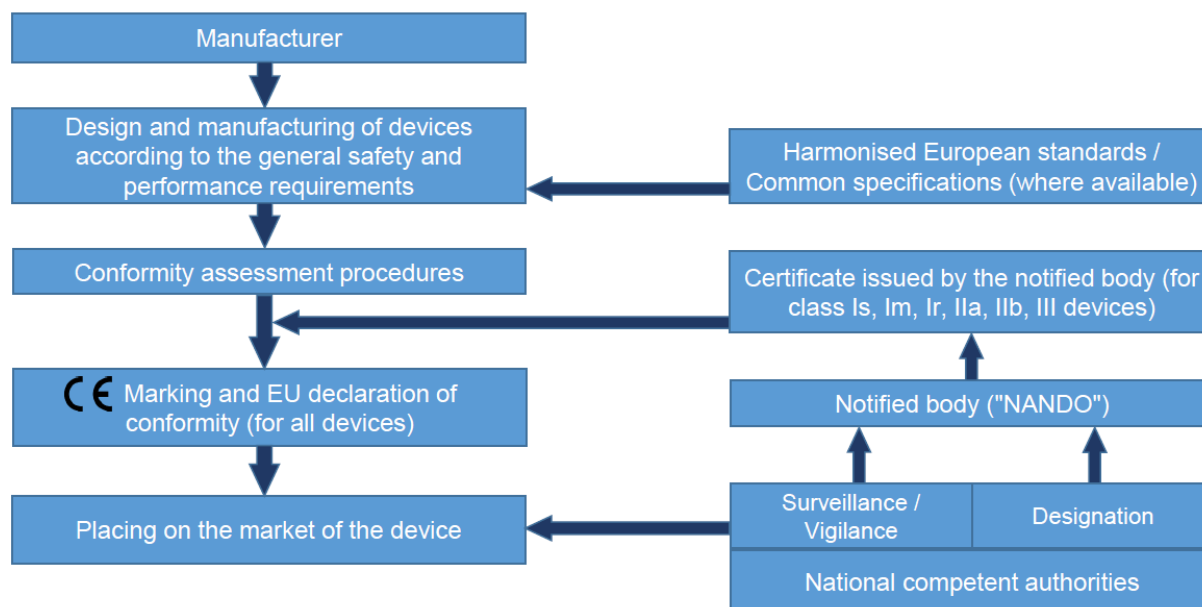 Manufacturer
Design and manufacturing of devices
according to the general safety and
performance requirements
Harmonised European standards /
Common specifications (where available)
Conformity assessment procedures
Certificate issued by the notified body (for
class Is, Im, Ir, IIa, IIb, III devices)
CE Marking and EU declaration of
conformity (for all devices)
Notified body ("NANDO")
Placing on the market of the device
Surveillance /
Vigilance
Designation
National competent authorities